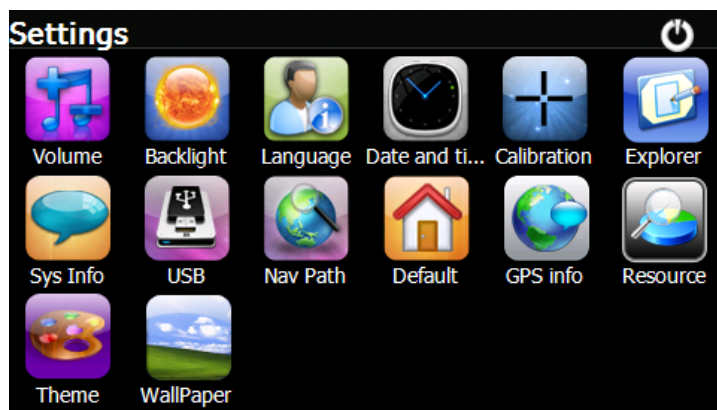 Settings
Volume Backlight Language Date and ti... Calibration Explorer
Sys Info USB Nav Path Default GPS info Resource
Theme WallPaper